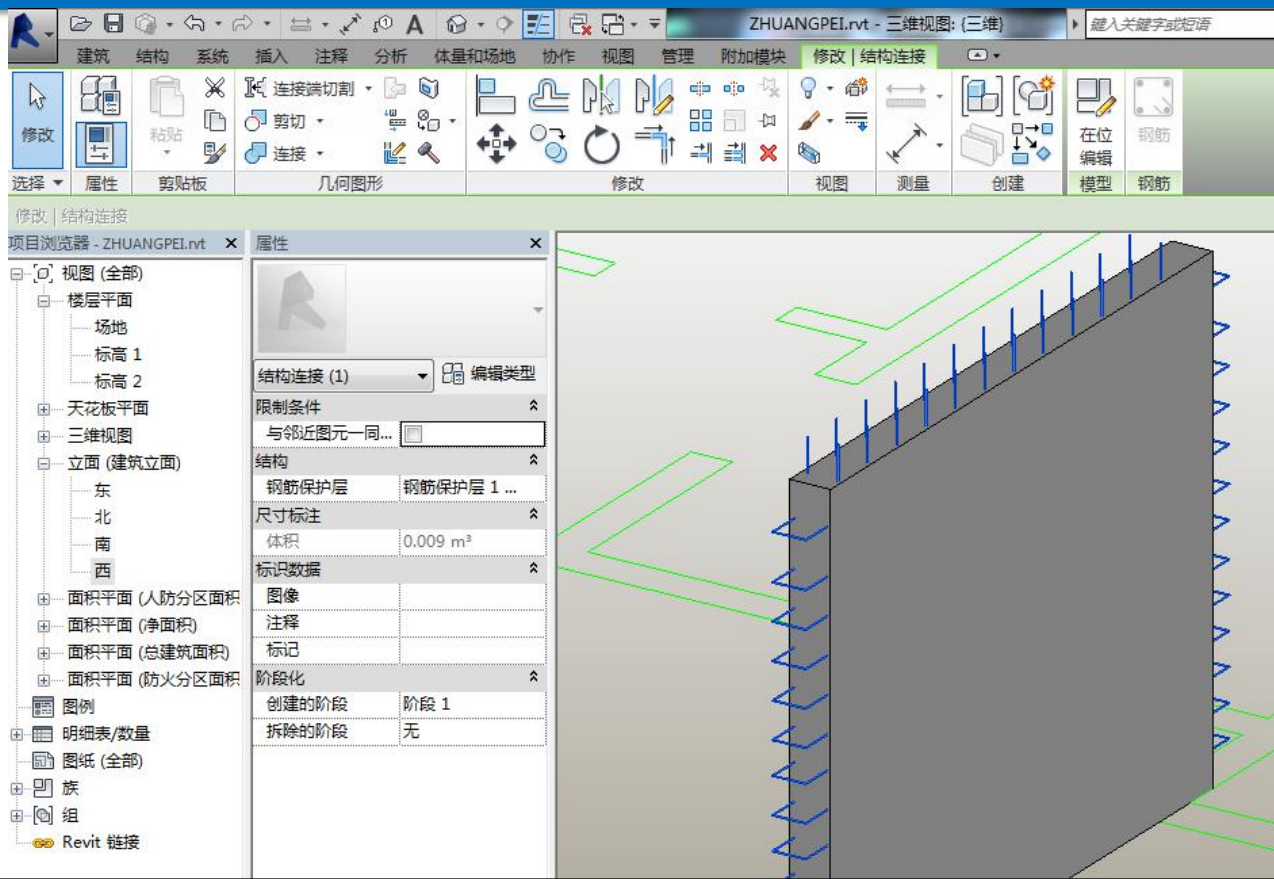 ZHUANGPEI.rvt - 三维视图: {三维}
键入关键字或短语
建筑 结构 系统 插入 注释 分析 体量和场地 协作 视图 管理 附加模块 修改 | 结构连接
修改
粘贴
连接端切割
剪切
连接
在位
编辑
钢筋
选择 属性 剪贴板 几何图形 修改 视图 测量 创建 模型 钢筋
修改 | 结构连接
项目浏览器 - ZHUANGPEI.rvt
视图 (全部)
楼层平面
场地
标高 1
标高 2
天花板平面
三维视图
立面 (建筑立面)
东
北
南
西
面积平面 (人防分区面积
面积平面 (净面积)
面积平面 (总建筑面积)
面积平面 (防火分区面积
图例
明细表/数量
图纸 (全部)
族
组
Revit 链接
属性
结构连接 (1)
编辑类型
限制条件
与邻近图元一同...
结构
钢筋保护层 钢筋保护层 1 ...
尺寸标注
体积 0.009 m³
标识数据
图像
注释
标记
阶段化
创建的阶段 阶段 1
拆除的阶段 无